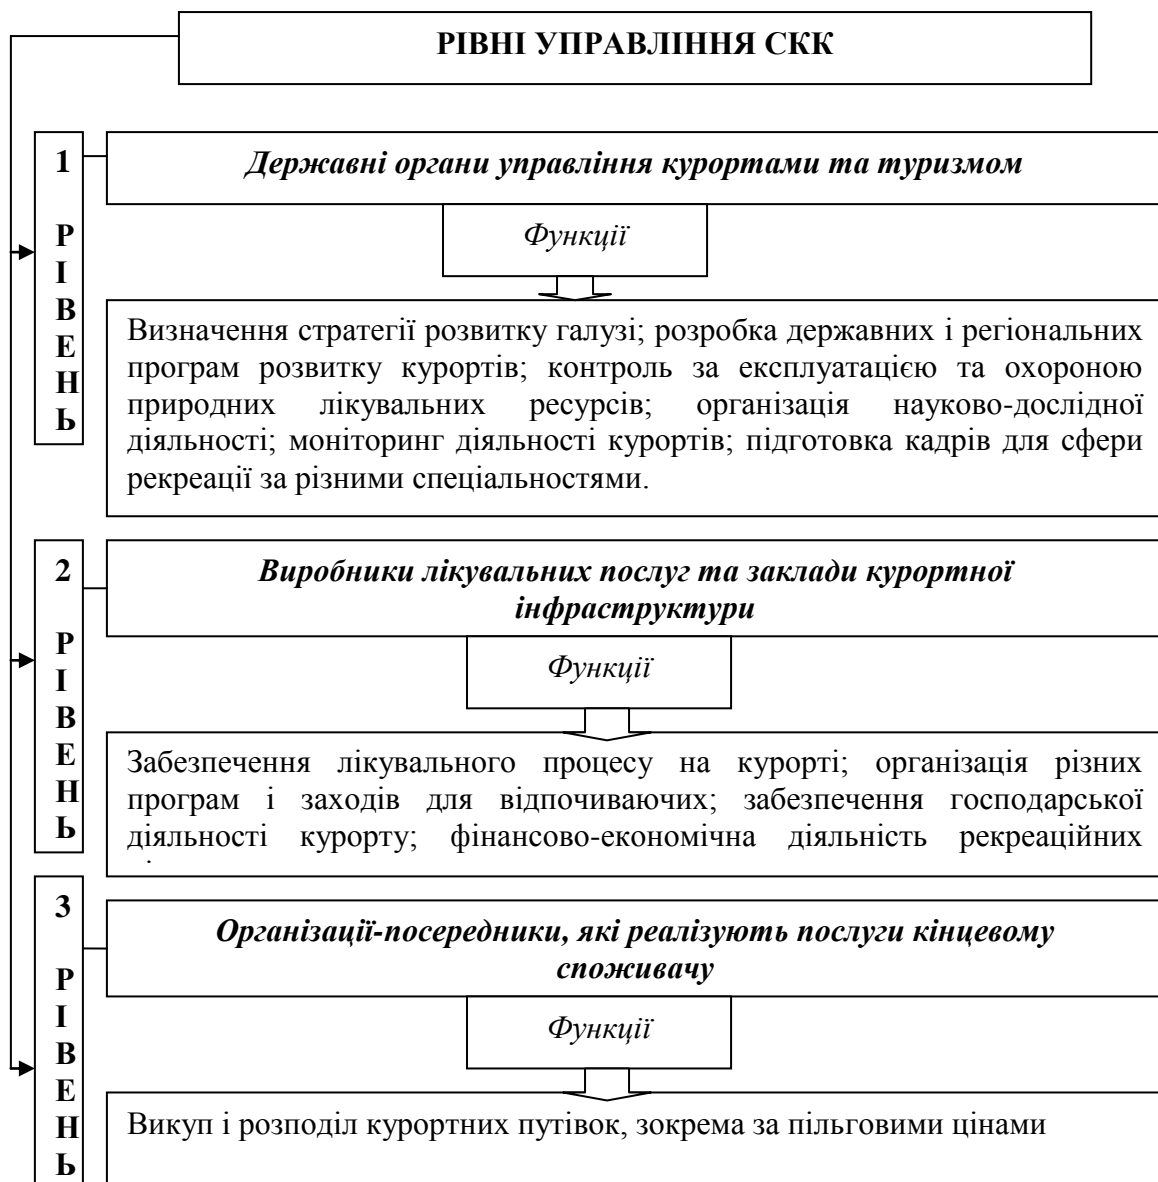 РІВНІ УПРАВЛІННЯ СКК
1
РІВЕНЬ
Державні органи управління курортами та туризмом
Функції
Визначення стратегії розвитку галузі; розробка державних і регіональних
програм розвитку курортів; контроль за експлуатацією та охороною
природних лікувальних ресурсів; організація науково-дослідної
діяльності; моніторинг діяльності курортів; підготовка кадрів для сфери
рекреації за різними спеціальностями.
2
РІВЕНЬ
Виробники лікувальних послуг та заклади курортної
інфраструктури
Функції
Забезпечення лікувального процесу на курорті; організація різних
програм і заходів для відпочиваючих; забезпечення господарської
діяльності курорту; фінансово-економічна діяльність рекреаційних
3
РІВЕНЬ
Організації-посередники, які реалізують послуги кінцевому
споживачу
Функції
Викуп і розподіл курортних путівок, зокрема за пільговими цінами